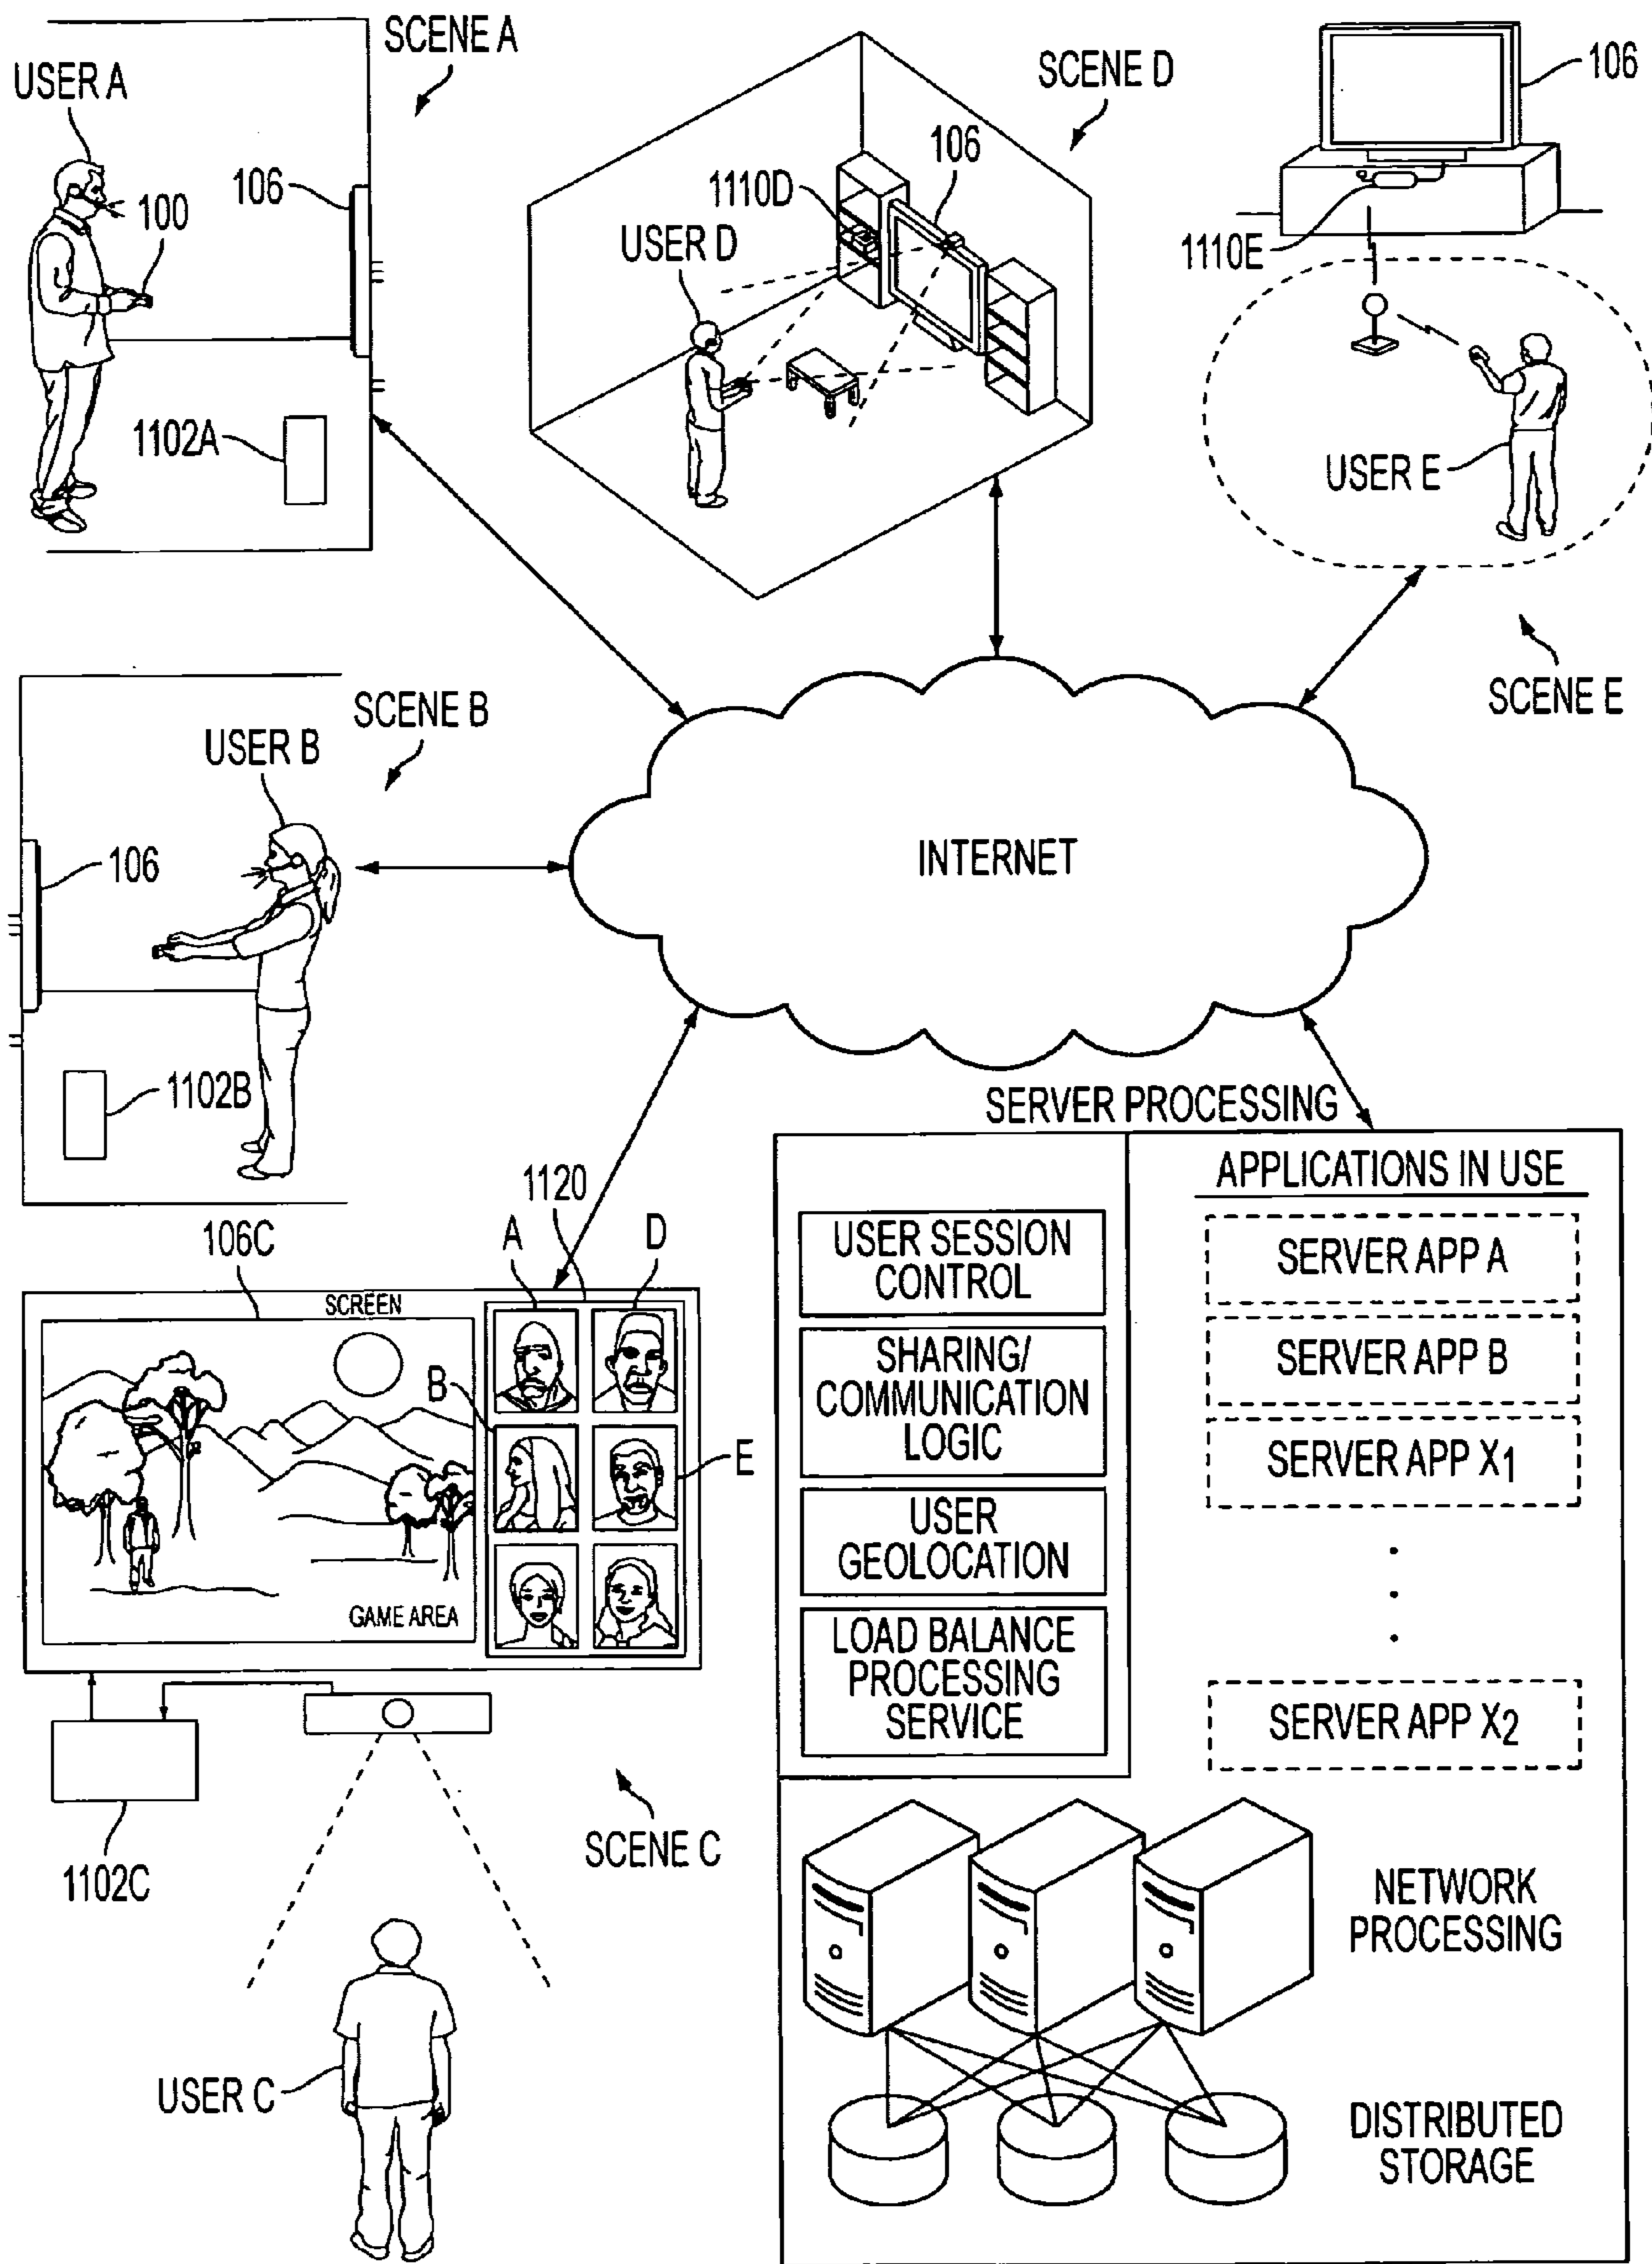 SCENE A
USER A
100
106
1102A
SCENE D
106
1110D
USER D
106
1110E
USER E
SCENE E
SCENE B
USER B
106
1102B
INTERNET
SERVER PROCESSING
1120
106C
A
D
SCREEN
B
E
GAME AREA
1102C
SCENE C
USER C
USER SESSION
CONTROL
SHARING/
COMMUNICATION
LOGIC
USER
GEOLOCATION
LOAD BALANCE
PROCESSING
SERVICE
APPLICATIONS IN USE
SERVER APP A
SERVER APP B
SERVER APP X1
SERVER APP X2
NETWORK
PROCESSING
DISTRIBUTED
STORAGE